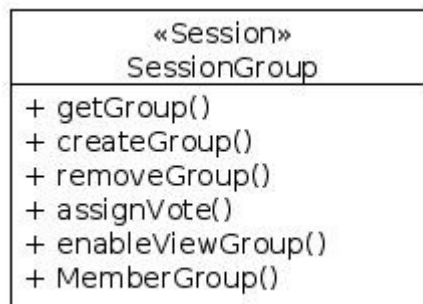 «Session»
SessionGroup
+ getGroup()
+ createGroup()
+ removeGroup()
+ assignVote()
+ enableViewGroup()
+ MemberGroup()